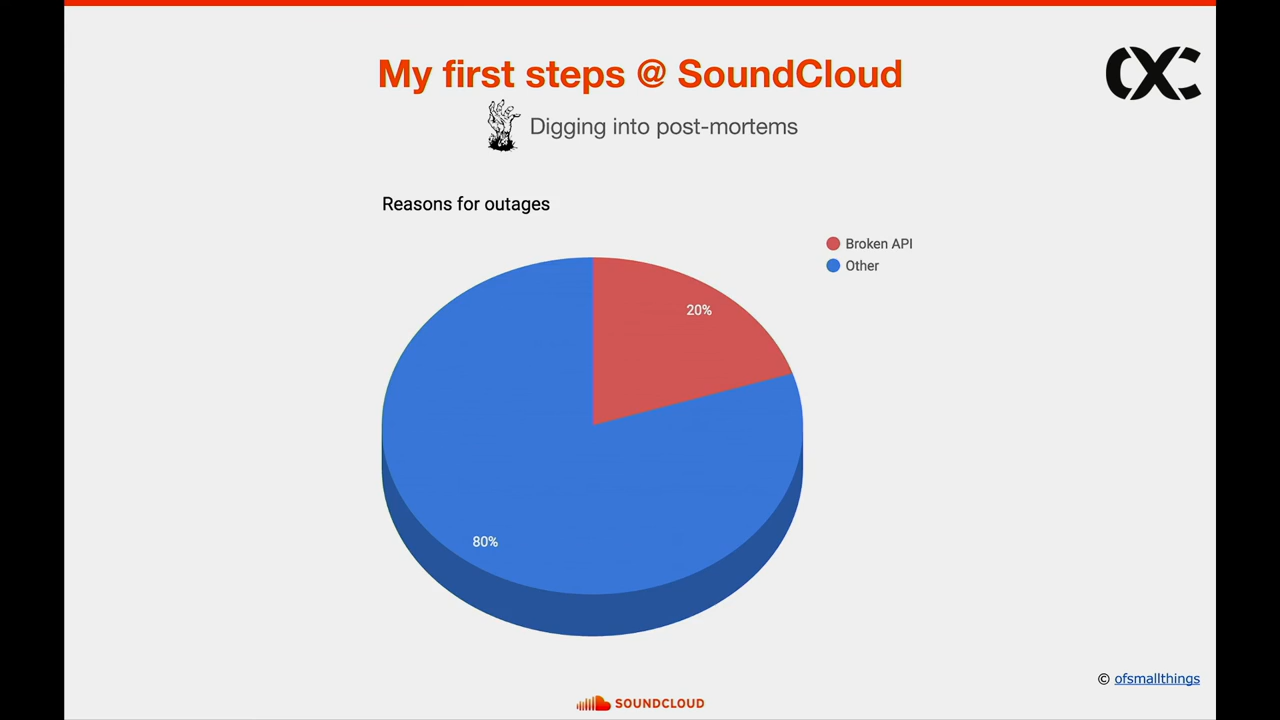 My first steps @ SoundCloud
Digging into post-mortems
Reasons for outages
Broken API
Other
20%
80%
© ofsmallthings
SOUNDCLOUD